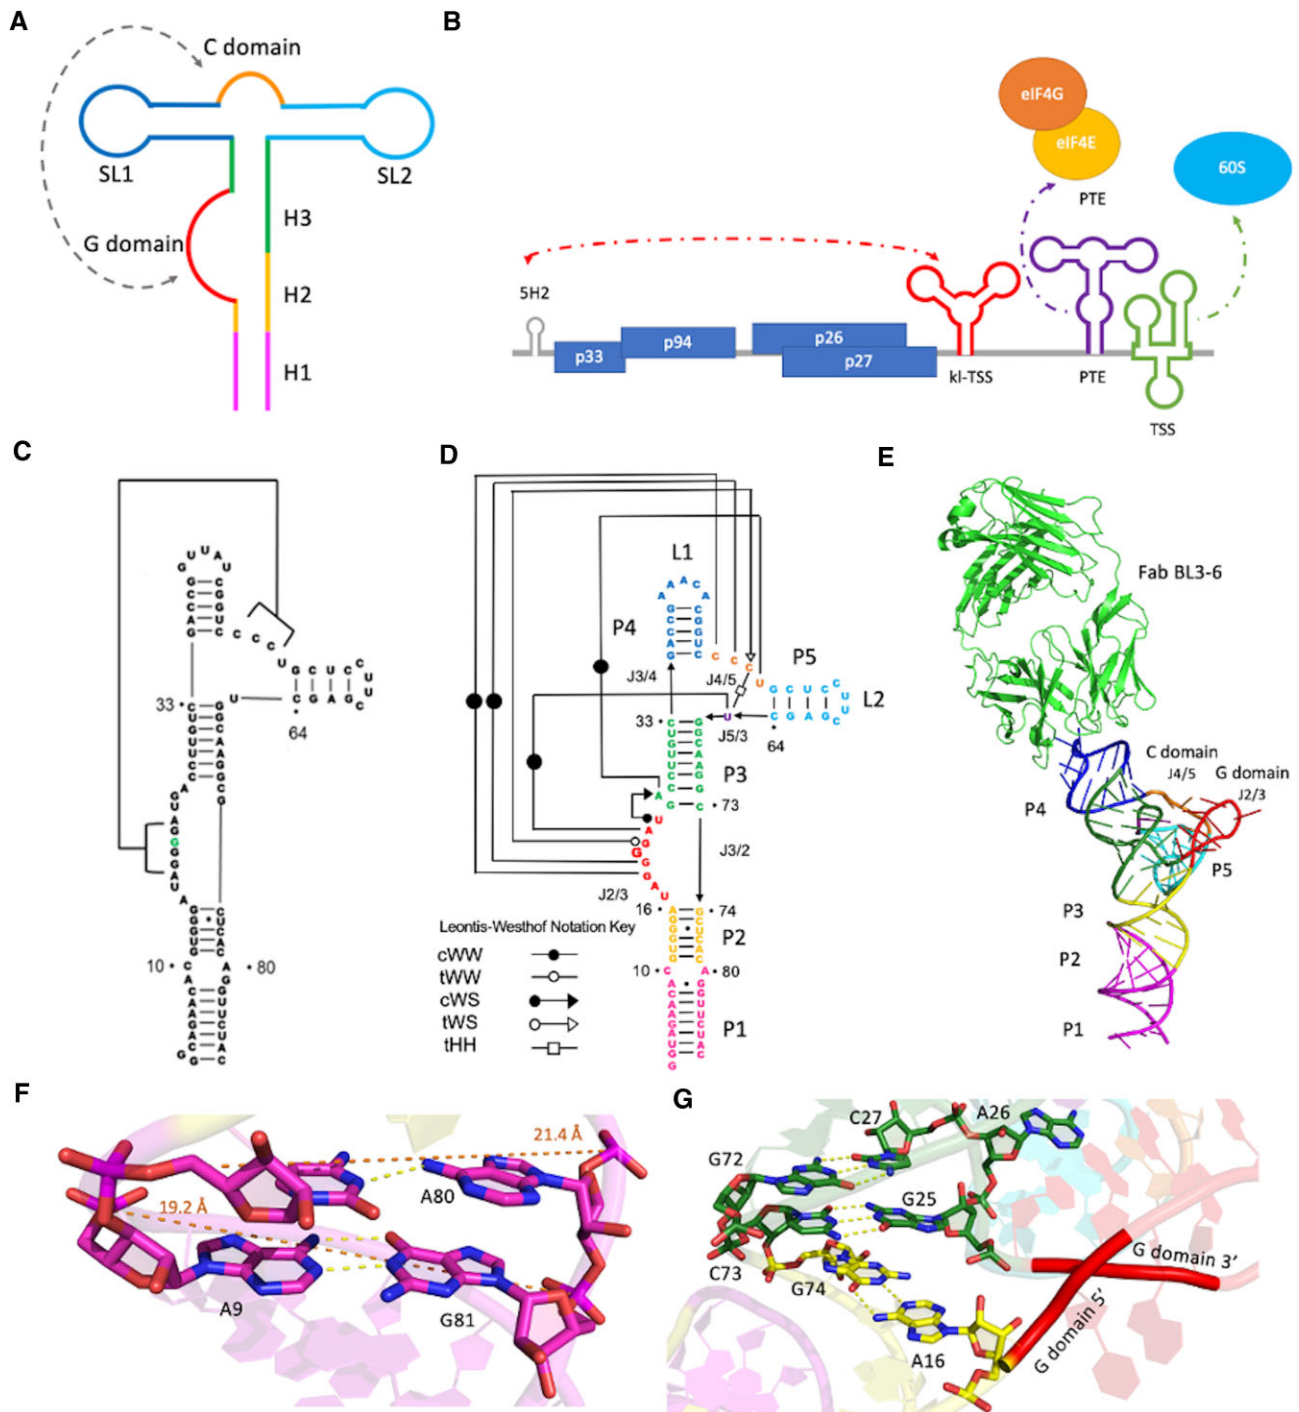 A
C domain
SL1
SL2
G domain
H3
H2
H1
B
eIF4G
eIF4E
60S
PTE
5H2
p33
p94
p26
p27
kl-TSS
PTE
TSS
C
33
64
10
80
D
L1
P4
J3/4
J4/5
P5
L2
33
J5/3
64
P3
73
J3/2
J2/3
16
74
Leontis-Westhof Notation Key
P2
cWW
10
80
tWW
cWS
P1
tWS
tHH
E
Fab BL3-6
C domain
J4/5
G domain
J2/3
P4
P5
P3
P2
P1
F
21.4 Å
A80
19.2 Å
A9
G81
G
C27
A26
G72
G25
C73
G74
G domain 3'
G domain 5'
A16